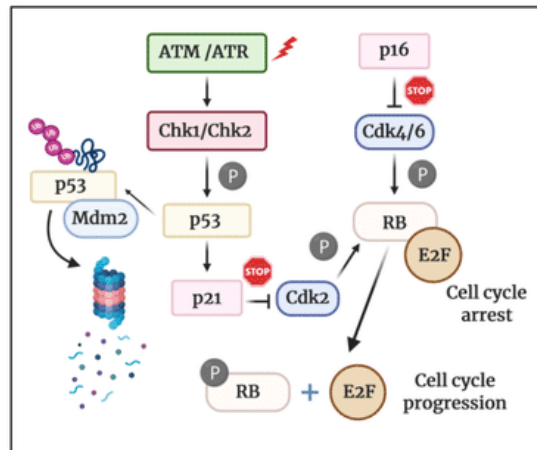 ATM /ATR
p16
STOP
Chk1/Chk2
Cdk4/6
Ub
Ub
Ub
Ub
P
P
p53
Mdm2
p53
RB
P
E2F
STOP
p21
Cdk2
Cell cycle
arrest
P
RB
+
E2F
Cell cycle
progression